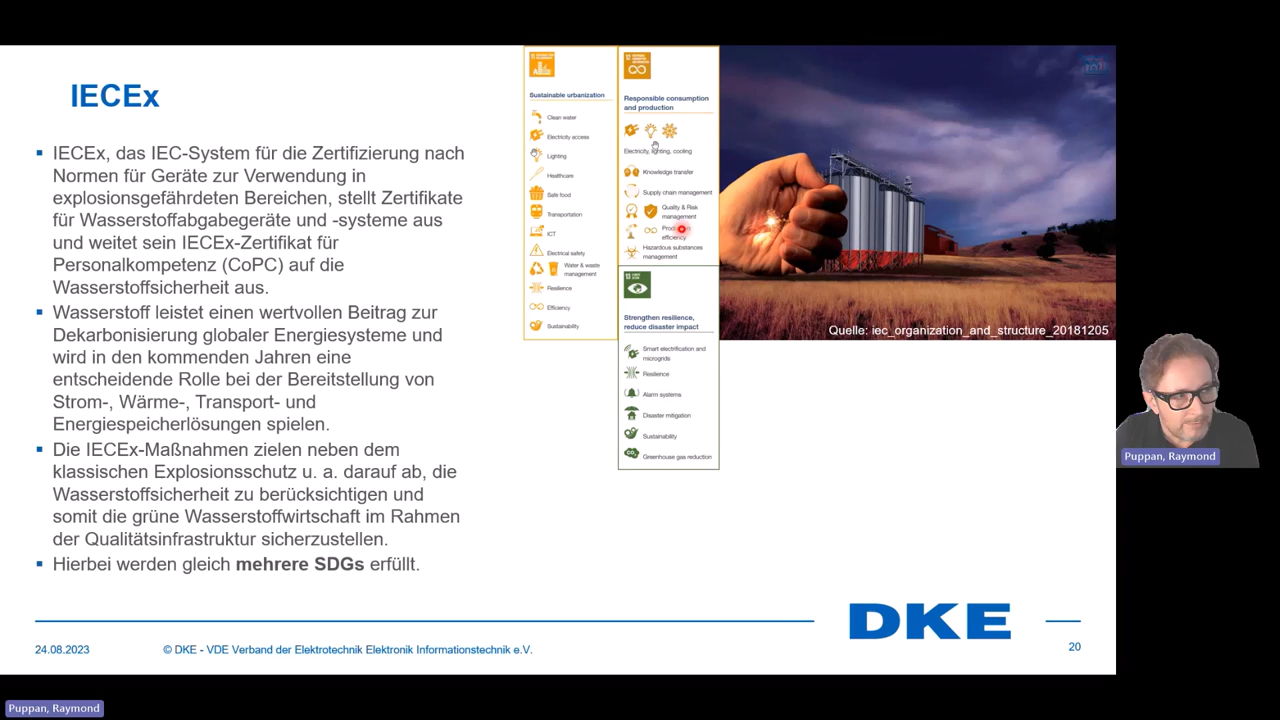 IECEx
IECEx, das IEC-System für die Zertifizierung nach
Normen für Geräte zur Verwendung in
explosionsgefährdeten Bereichen, stellt Zertifikate
für Wasserstoffabgabegeräte und -systeme aus
und weitet sein IECEx-Zertifikat für
Personalkompetenz (CoPC) auf die
Wasserstoffsicherheit aus.
Wasserstoff leistet einen wertvollen Beitrag zur
Dekarbonisierung globaler Energiesysteme und
wird in den kommenden Jahren eine
entscheidende Rolle bei der Bereitstellung von
Strom-, Wärme-, Transport- und
Energiespeicherlösungen spielen.
Die IECEx-Maßnahmen zielen neben dem
klassischen Explosionsschutz u. a. darauf ab, die
Wasserstoffsicherheit zu berücksichtigen und
somit die grüne Wasserstoffwirtschaft im Rahmen
der Qualitätsinfrastruktur sicherzustellen.
Hierbei werden gleich mehrere SDGs erfüllt.
Sustainable urbanization
Clean water
Electricity access
Lighting
Healthcare
Safe food
Transportation
ICT
Electrical safety
Water & waste
management
Resilience
Efficiency
Sustainability
Responsible consumption
and production
Electricity, lighting, cooling
Knowledge transfer
Supply chain management
Quality & Risk
management
efficiency
Hazardous substances
management
Strengthen resilience,
reduce disaster impact
Smart electrification and
microgrids
Resilience
Alarm systems
Disaster mitigation
Sustainability
Greenhouse gas reduction
Quelle: iec_organization_and_structure_20181205
Puppan, Raymond
DKE
24.08.2023
© DKE - VDE Verband der Elektrotechnik Elektronik Informationstechnik e.V.
20
Puppan, Raymond